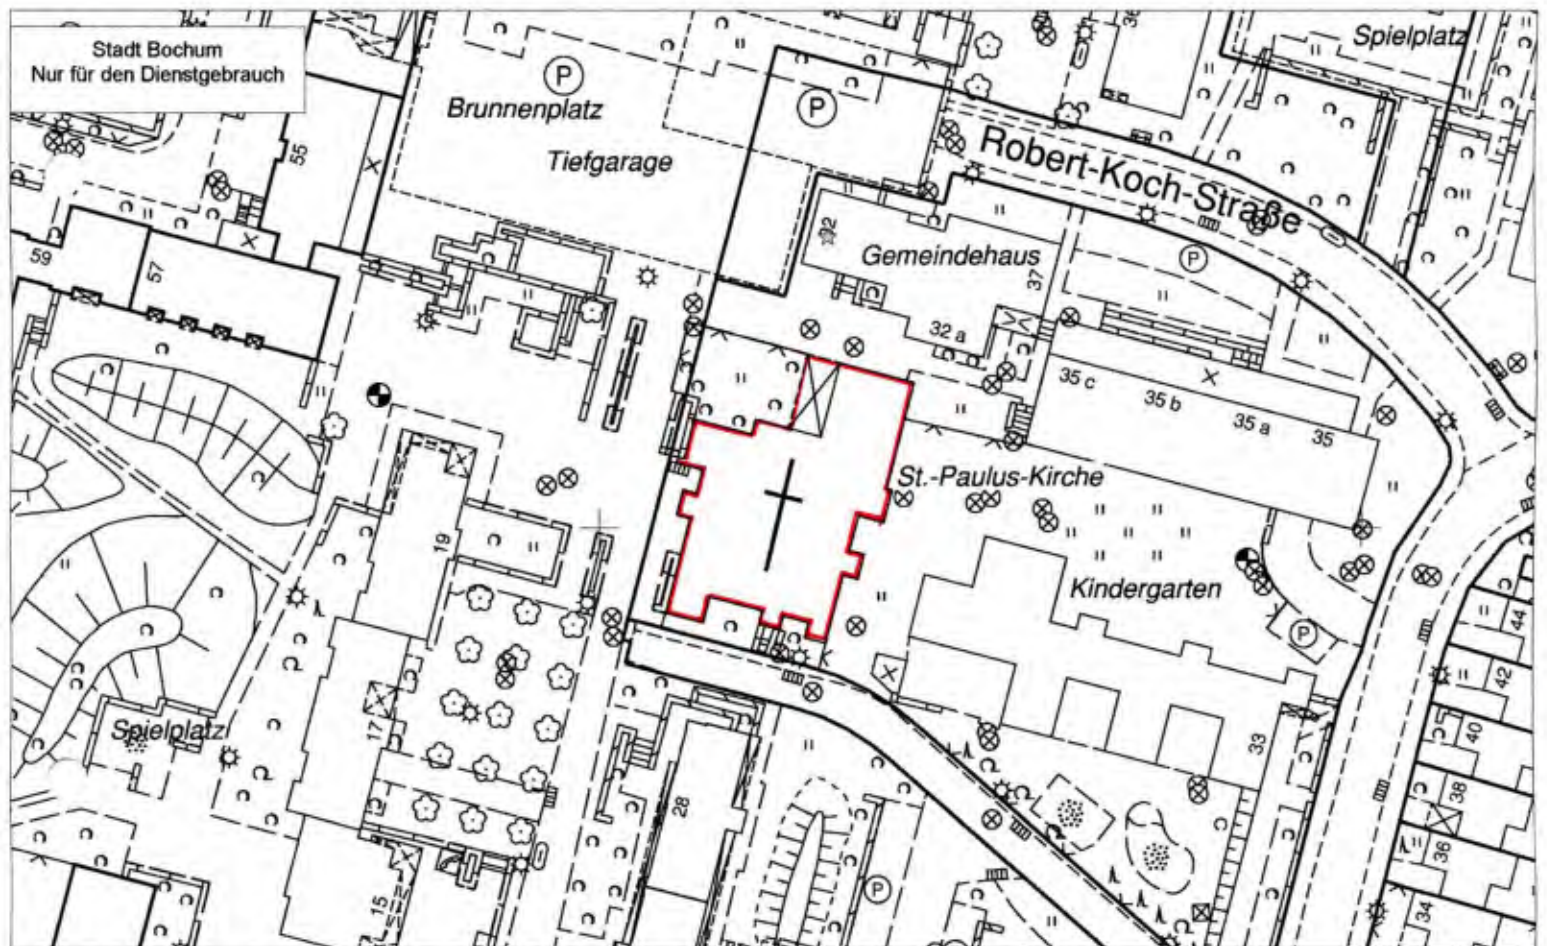 Stadt Bochum
Nur für den Dienstgebrauch
Spielplatz
P
Brunnenplatz
P
Tiefgarage
Robert-Koch-Straße
55
32
Gemeindehaus
P
59
57
37
32 a
35 c
35 b
35 a
35
St.-Paulus-Kirche
19
Kindergarten
44
P
42
Spielplatz
17
33
40
38
28
36
15
P
34